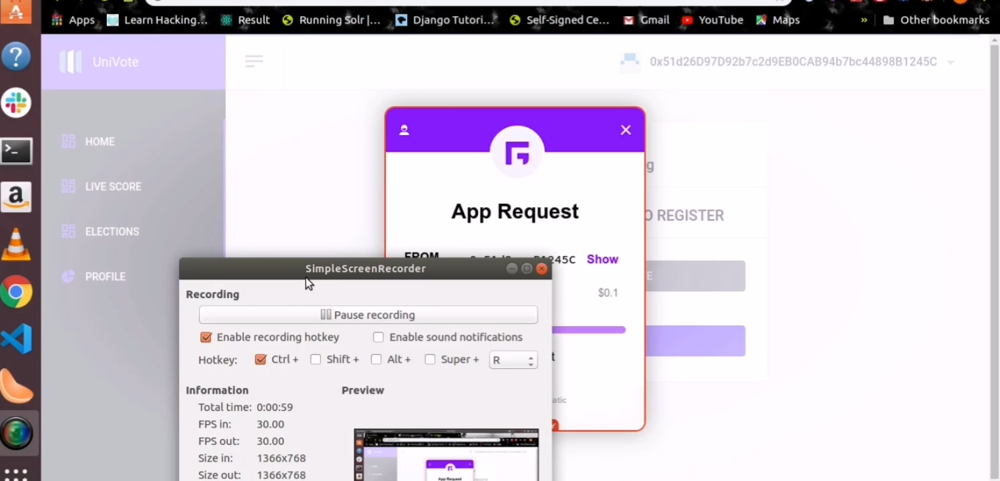 Apps Learn Hacking... Result Running Solr |... Django Tutori... Self-Signed Ce... Gmail YouTube Maps » Other bookmarks
UniVote
0x51d26D97D92b7c2d9EB0CAB94b7bc44898B1245C
HOME
LIVE SCORE
ELECTIONS
PROFILE
App Request
g
O REGISTER
FROM 1245C Show
E
$0.1
t
atic
SimpleScreenRecorder
Recording
Pause recording
Enable recording hotkey Enable sound notifications
Hotkey: Ctrl + Shift + Alt + Super + R
Information Preview
Total time: 0:00:59
FPS in: 30.00
FPS out: 30.00
Size in: 1366x768
Size out: 1366x768
App Request